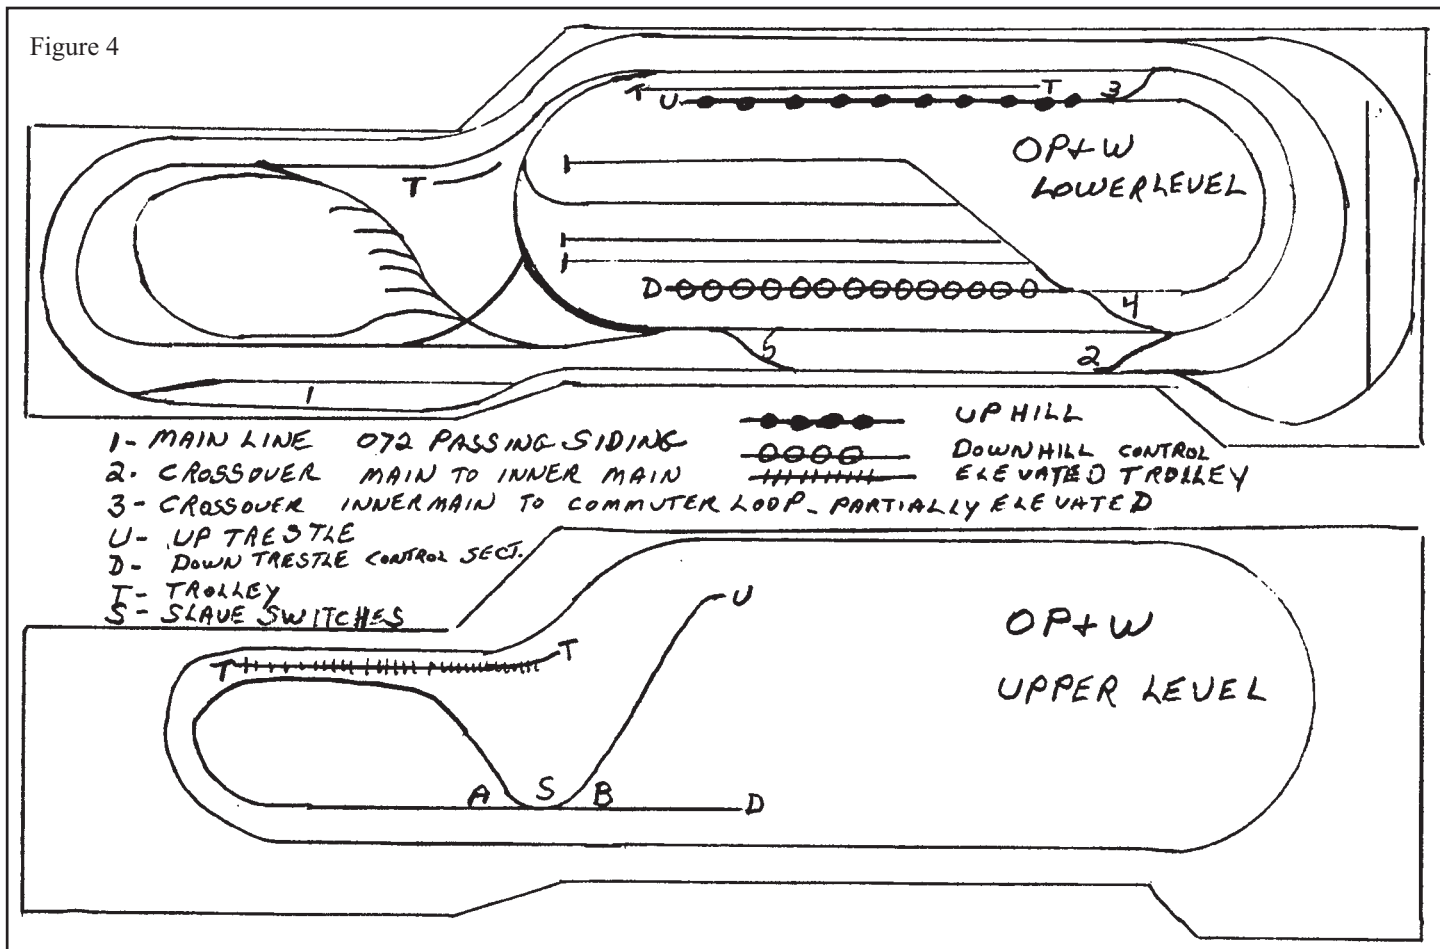 Figure 4
T
U
T
3
OP+W
LOWER LEVEL
T
D
4
5
2
1
1- MAIN LINE 072 PASSING SIDING
2. CROSSOVER MAIN TO INNER MAIN
3- CROSSOVER INNER MAIN TO COMMUTER LOOP - PARTIALLY ELEVATED
U- UP TRESTLE
D- DOWN TRESTLE CONTROL SECT.
T- TROLLEY
S- SLAVE SWITCHES
UP HILL
DOWNHILL CONTROL
ELEVATED TROLLEY
U
OP+W
UPPER LEVEL
T
T
A
S
B
D